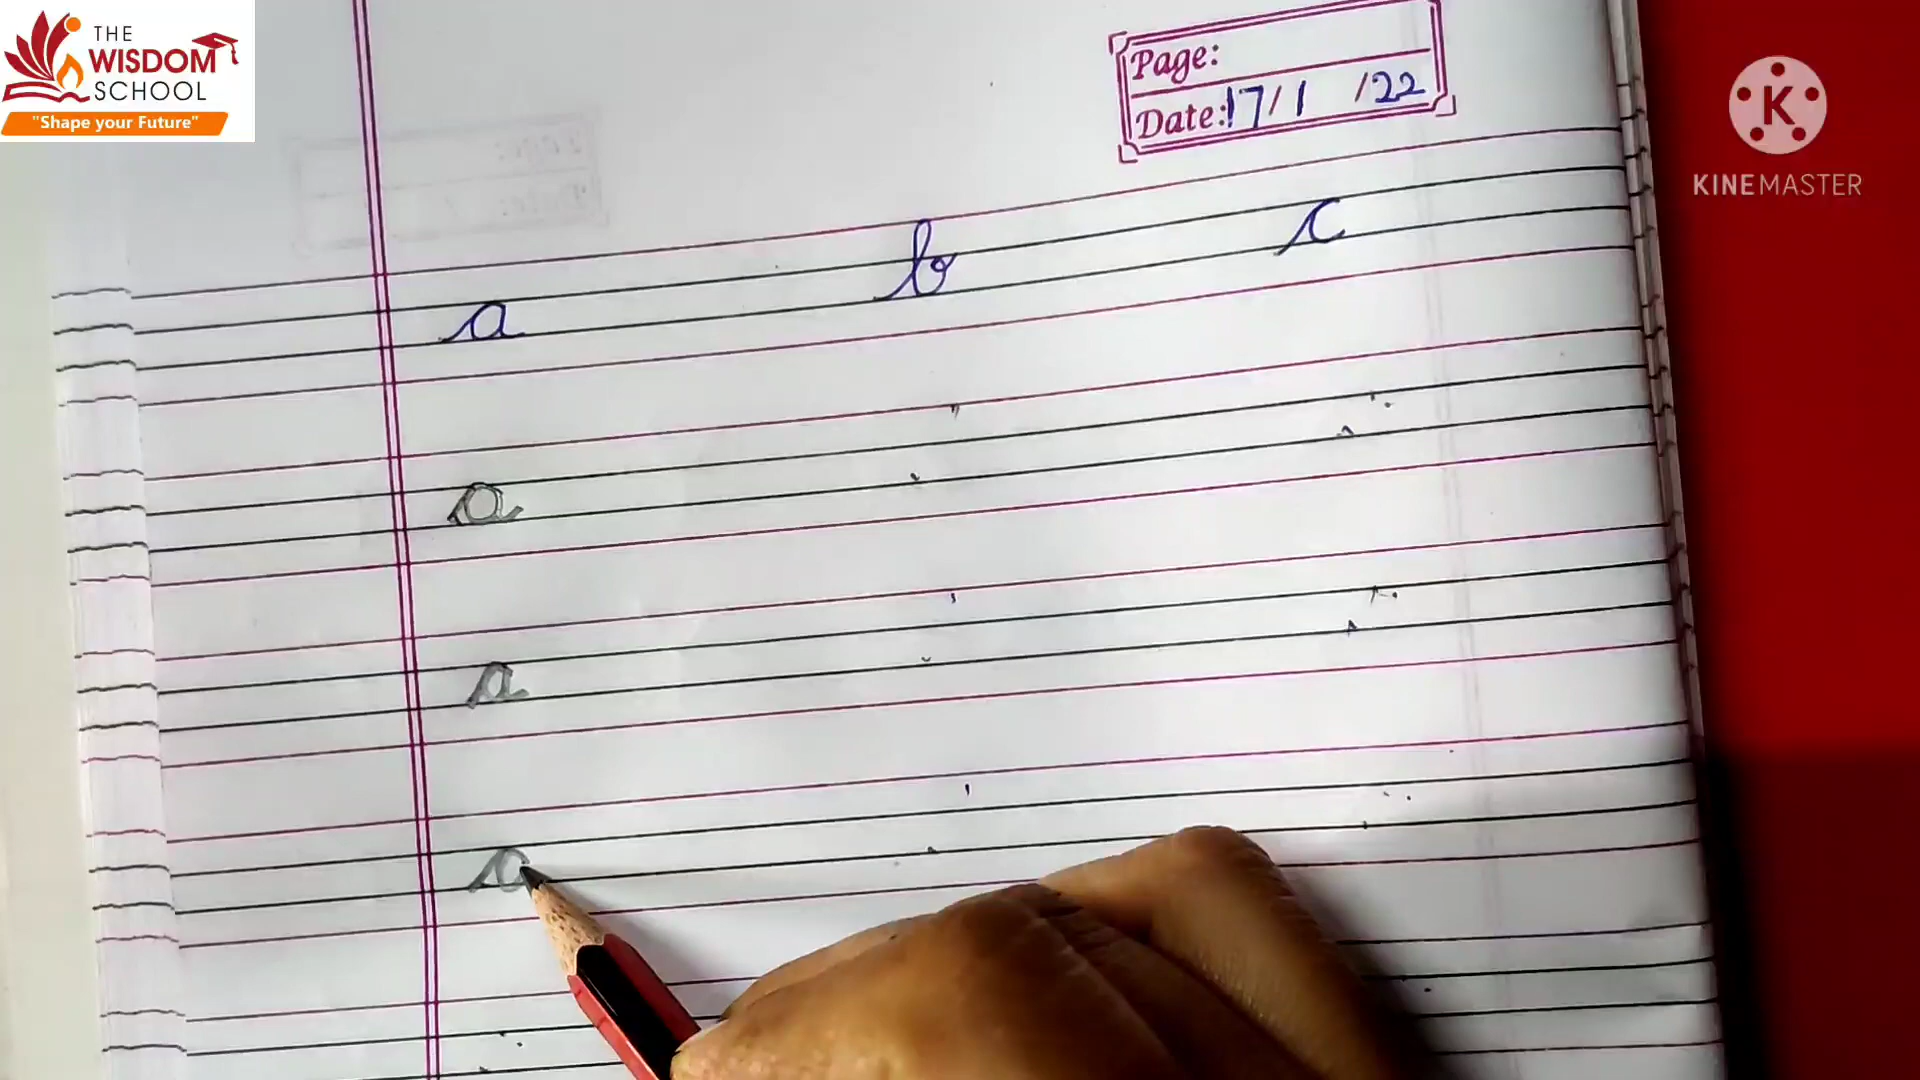 THE
WISDOM
SCHOOL
"Shape your Future"
Page:
Date: 17/1/22
K
KINEMASTER
a b c
a
a
a